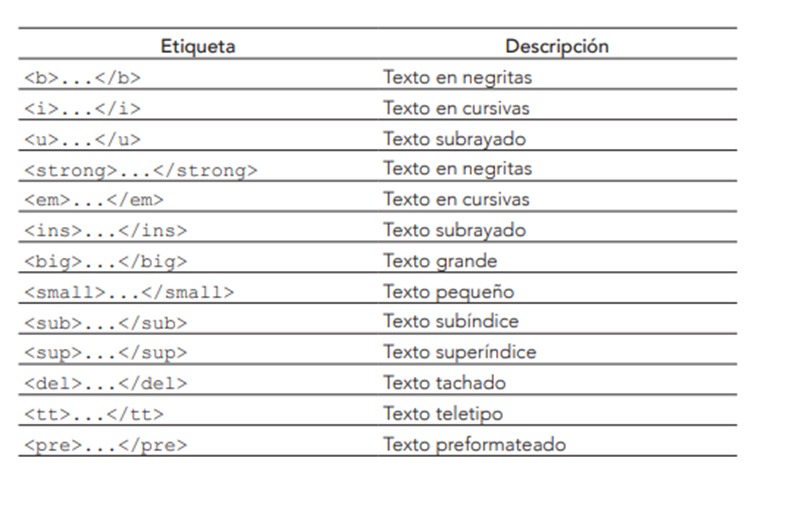 Etiqueta Descripción
<b>...</b> Texto en negritas
<i>...</i> Texto en cursivas
<u>...</u> Texto subrayado
<strong>...</strong> Texto en negritas
<em>...</em> Texto en cursivas
<ins>...</ins> Texto subrayado
<big>...</big> Texto grande
<small>...</small> Texto pequeño
<sub>...</sub> Texto subíndice
<sup>...</sup> Texto superíndice
<del>...</del> Texto tachado
<tt>...</tt> Texto teletipo
<pre>...</pre> Texto preformateado